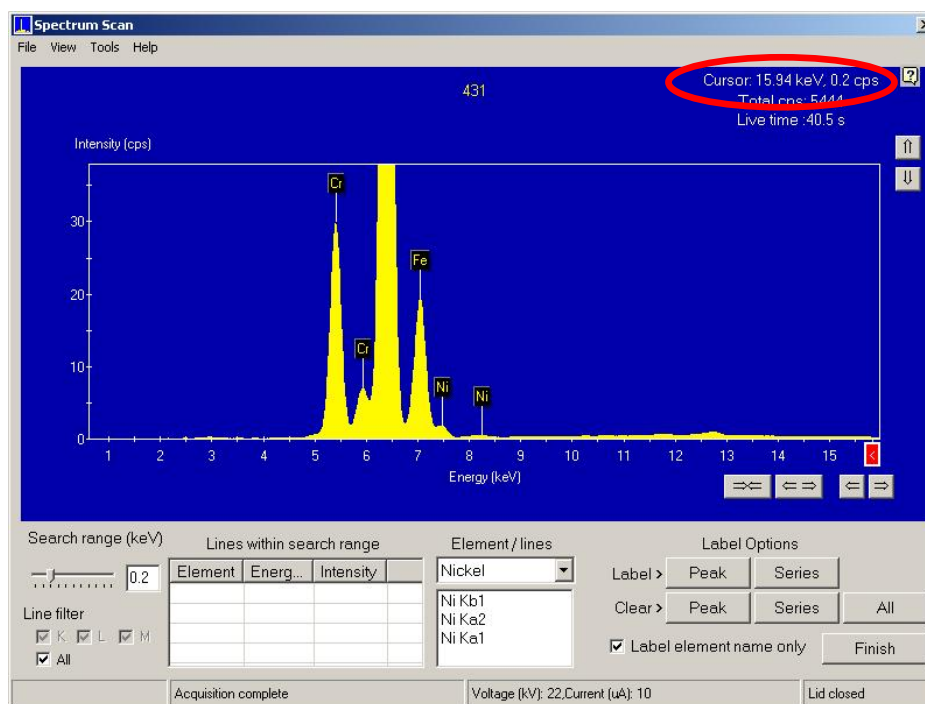 Spectrum Scan
File View Tools Help
431
Cursor: 15.94 keV, 0.2 cps
Total cps: 5444
Live time :40.5 s
Intensity (cps)
Cr
30
Fe
20
Cr
10
Ni
Ni
0
1 2 3 4 5 6 7 8 9 10 11 12 13 14 15
Energy (keV)
Search range (keV)
0.2
Line filter
K L M
All
Lines within search range
Element Energ... Intensity
Element / lines
Nickel
Ni Kb1
Ni Ka2
Ni Ka1
Label Options
Label > Peak Series
Clear > Peak Series All
Label element name only Finish
Acquisition complete Voltage (kV): 22,Current (uA): 10 Lid closed